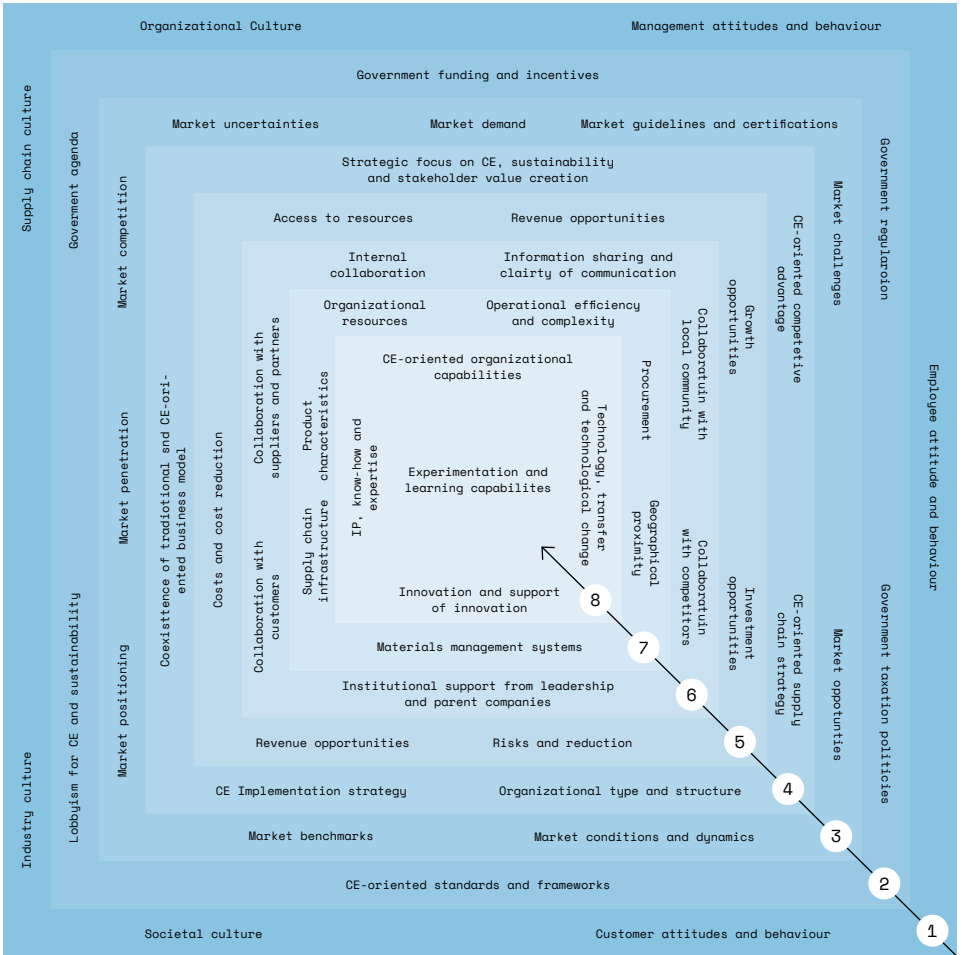 Organizational Culture
Management attitudes and behaviour
Supply chain culture
Industry culture
Employee attitude and behaviour
Societal culture
Customer attitudes and behaviour
1
Government funding and incentives
Goverment agenda
Lobbyism for CE and sustainability
Government regularoion
Government taxation politicies
CE-oriented standards and frameworks
2
Market uncertainties
Market demand
Market guidelines and certifications
Market competition
Market penetration
Market positioning
Market challenges
Market oppotunties
Market benchmarks
Market conditions and dynamics
3
Strategic focus on CE, sustainability
and stakeholder value creation
Coexisttence of tradiotional snd CE-ori-
ented business model
CE-oriented competetive
advantage
CE-oriented supply
chain strategy
CE Implementation strategy
Organizational type and structure
4
Access to resources
Revenue opportunities
Costs and cost reduction
Growth
opportunities
Investment
opportunities
Revenue opportunities
Risks and reduction
5
Internal
collaboration
Information sharing and
clairty of communication
Collaboration with
suppliers and partners
Collaboration with
customers
Collaboratuin with
local community
Collaboratuin
with competitors
Institutional support from leadership
and parent companies
6
Organizational
resources
Operational efficiency
and complexity
Product
characteristics
Supply chain
infrastructure
Procurement
Geographical
proximity
Materials management systems
7
CE-oriented organizational
capabilities
IP, know-how and
expertise
Technology, transfer
and technological change
Experimentation and
learning capabilites
Innovation and support
of innovation
8